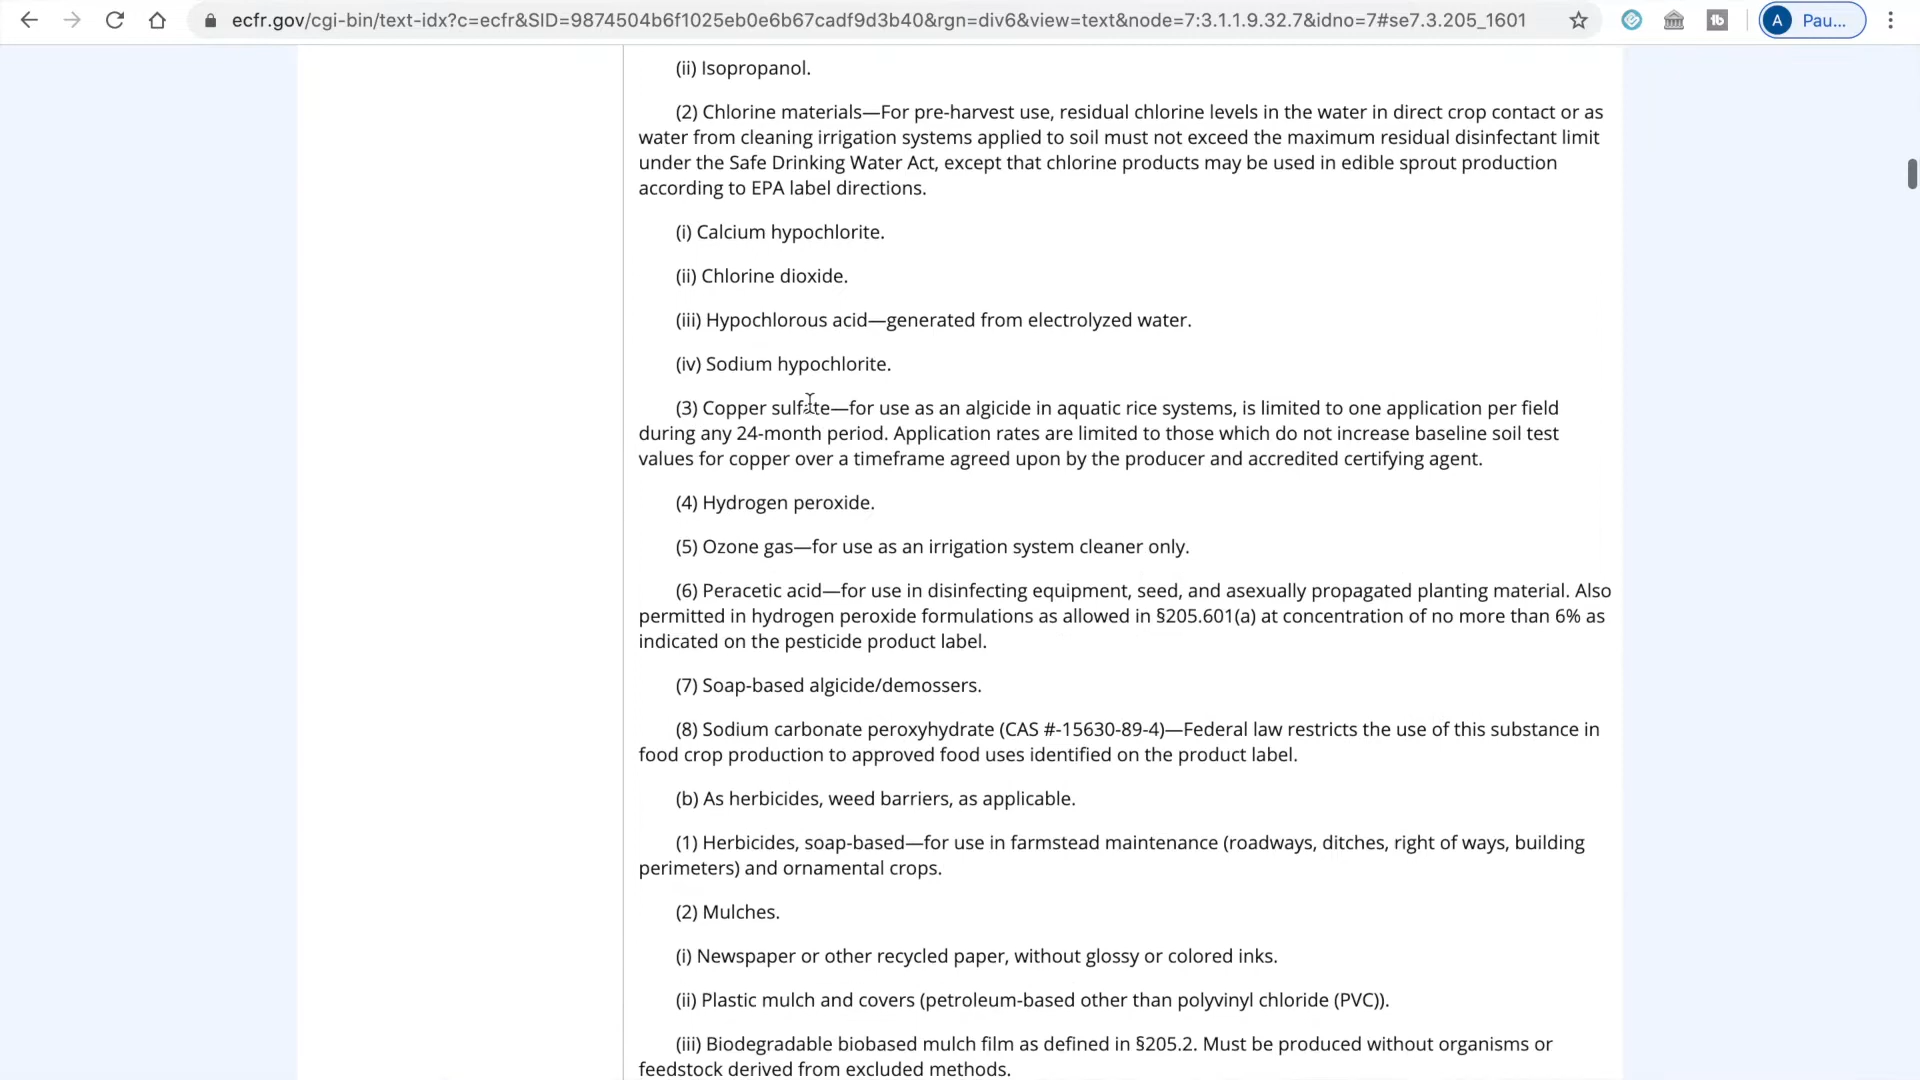 ecfr.gov/cgi-bin/text-idx?c=ecfr&SID=9874504b6f1025eb0e6b67cadf9d3b40&rgn=div6&view=text&node=7:3.1.1.9.32.7&idno=7#se7.3.205_1601
A Pau...
(ii) Isopropanol.
(2) Chlorine materials—For pre-harvest use, residual chlorine levels in the water in direct crop contact or as
water from cleaning irrigation systems applied to soil must not exceed the maximum residual disinfectant limit
under the Safe Drinking Water Act, except that chlorine products may be used in edible sprout production
according to EPA label directions.
(i) Calcium hypochlorite.
(ii) Chlorine dioxide.
(iii) Hypochlorous acid—generated from electrolyzed water.
(iv) Sodium hypochlorite.
(3) Copper sulfate—for use as an algicide in aquatic rice systems, is limited to one application per field
during any 24-month period. Application rates are limited to those which do not increase baseline soil test
values for copper over a timeframe agreed upon by the producer and accredited certifying agent.
(4) Hydrogen peroxide.
(5) Ozone gas—for use as an irrigation system cleaner only.
(6) Peracetic acid—for use in disinfecting equipment, seed, and asexually propagated planting material. Also
permitted in hydrogen peroxide formulations as allowed in §205.601(a) at concentration of no more than 6% as
indicated on the pesticide product label.
(7) Soap-based algicide/demossers.
(8) Sodium carbonate peroxyhydrate (CAS #-15630-89-4)—Federal law restricts the use of this substance in
food crop production to approved food uses identified on the product label.
(b) As herbicides, weed barriers, as applicable.
(1) Herbicides, soap-based—for use in farmstead maintenance (roadways, ditches, right of ways, building
perimeters) and ornamental crops.
(2) Mulches.
(i) Newspaper or other recycled paper, without glossy or colored inks.
(ii) Plastic mulch and covers (petroleum-based other than polyvinyl chloride (PVC)).
(iii) Biodegradable biobased mulch film as defined in §205.2. Must be produced without organisms or
feedstock derived from excluded methods.